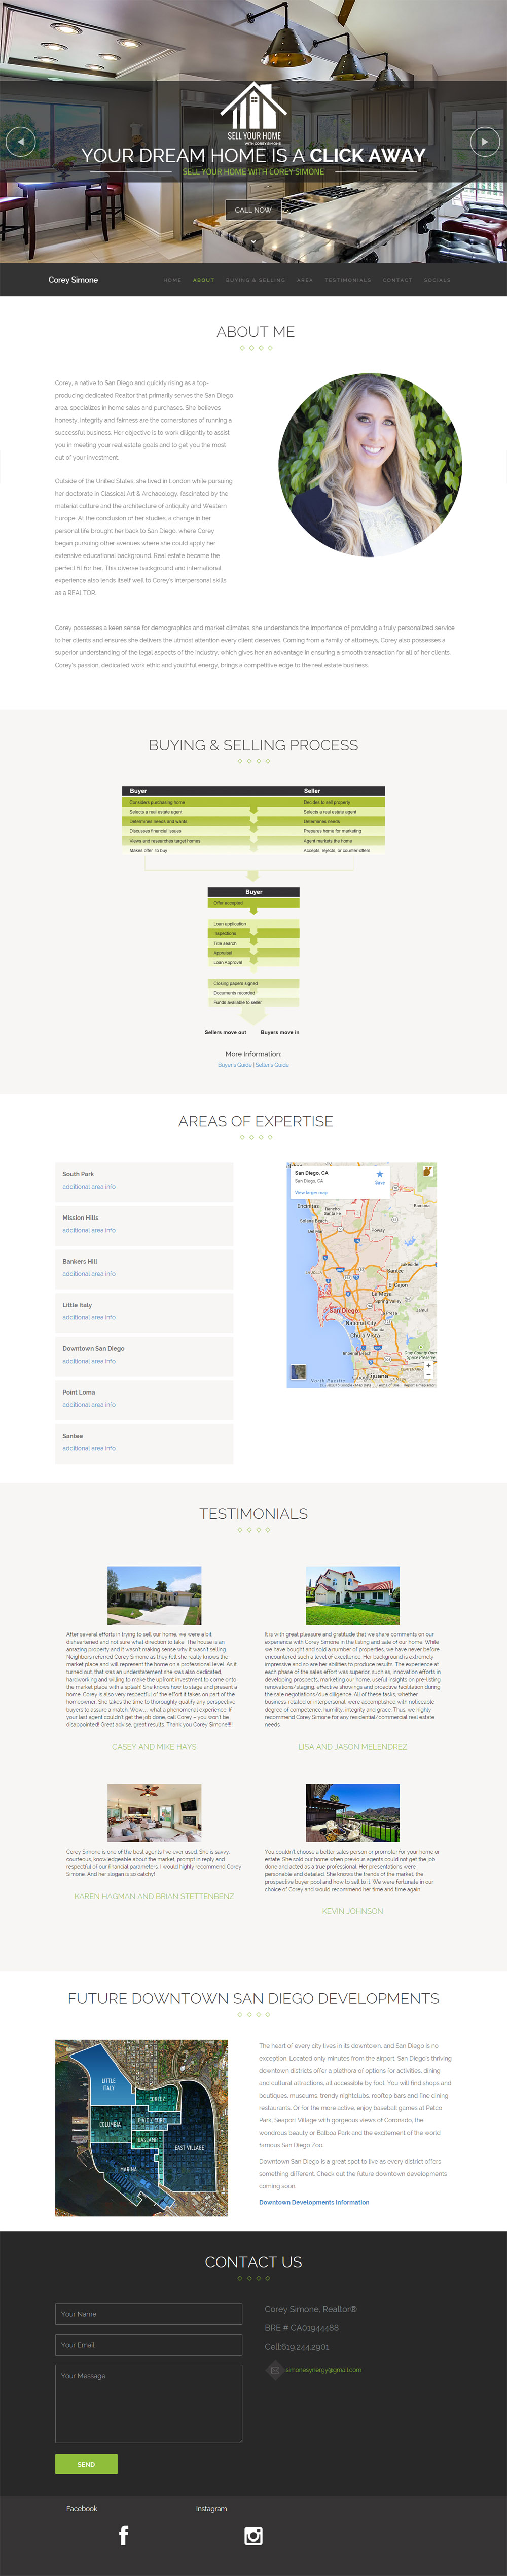 SELL YOUR HOME
WITH COREY SIMONE
YOUR DREAM HOME IS A CLICK AWAY
SELL YOUR HOME WITH COREY SIMONE
CALL NOW
Corey Simone
HOME ABOUT BUYING & SELLING AREA TESTIMONIALS CONTACT SOCIALS
ABOUT ME
Corey, a native to San Diego and quickly rising as a top-
producing dedicated Realtor that primarily serves the San Diego
area, specializes in home sales and purchases. She believes
honesty, integrity and fairness are the cornerstones of running a
successful business. Her objective is to work diligently to assist
you in meeting your real estate goals and to get you the most
out of your investment.
Outside of the United States, she lived in London while pursuing
her doctorate in Classical Art & Archaeology, fascinated by the
material culture and the architecture of antiquity and Western
Europe. At the conclusion of her studies, a change in her
personal life brought her back to San Diego, where Corey
began pursuing other avenues where she could apply her
extensive educational background. Real estate became the
perfect fit for her. This diverse background and international
experience also lends itself well to Corey's interpersonal skills
as a REALTOR.
Corey possesses a keen sense for demographics and market climates, she understands the importance of providing a truly personalized service
to her clients and ensures she delivers the utmost attention every client deserves. Coming from a family of attorneys, Corey also possesses a
superior understanding of the legal aspects of the industry, which gives her an advantage in ensuring a smooth transaction for all of her clients.
Corey's passion, dedicated work ethic and youthful energy, brings a competitive edge to the real estate business.
BUYING & SELLING PROCESS
Buyer Seller
Considers purchasing home Decides to sell property
Selects a real estate agent Selects a real estate agent
Determines needs and wants Determines needs
Discusses financial issues Prepares home for marketing
Views and researches target homes Agent markets the home
Makes offer to buy Accepts, rejects, or counter-offers
Buyer
Offer accepted
Loan application
Inspections
Title search
Appraisal
Loan Approval
Closing papers signed
Documents recorded
Funds available to seller
Sellers move out Buyers move in
More Information:
Buyer's Guide | Seller's Guide
AREAS OF EXPERTISE
South Park
additional area info
Mission Hills
additional area info
Bankers Hill
additional area info
Little Italy
additional area info
Downtown San Diego
additional area info
Point Loma
additional area info
Santee
additional area info
San Diego, CA
San Diego, CA
Save
View larger map
Encinitas
Rancho
Santa Fe
Solana Beach
Del Mar
Poway
Ramona
LA JOLLA
Santee
El Cajon
La Mesa
Spring Valley
San Diego
National City
Chula Vista
Jamul
Imperial Beach
Otay County
Open Space
Preserve
Tijuana
North Pacific
Google
©2015 Google - Map Data Terms of Use Report a map error
TESTIMONIALS
After several efforts in trying to sell our home, we were a bit
disheartened and not sure what direction to take. The house is an
amazing property and it wasn't making sense why it wasn't selling.
Neighbors referred Corey Simone as they felt she really knows the
market place and will represent the home on a professional level. As it
turned out, that was an understatement she was also dedicated,
hardworking and willing to make the upfront investment to come onto
the market place with a splash! She knows how to stage and present a
home. Corey is also very respectful of the effort it takes on part of the
homeowner. She takes the time to thoroughly qualify any perspective
buyers to assure a match. Wow..... what a phenomenal experience. If
your last agent couldn't get the job done, call Corey – you won't be
disappointed! Great advise, great results. Thank you Corey Simone!!!!
CASEY AND MIKE HAYS
It is with great pleasure and gratitude that we share comments on our
experience with Corey Simone in the listing and sale of our home. While
we have bought and sold a number of properties, we have never before
encountered such a level of excellence. Her background is extremely
impressive and so are her abilities to produce results. The experience at
each phase of the sales effort was superior, such as, innovation efforts in
developing prospects, marketing our home, useful insights on pre-listing
renovations/staging, effective showings and proactive facilitation during
the sale negotiations/due diligence. All of these tasks, whether
business-related or interpersonal, were accomplished with noticeable
degree of competence, humility, integrity and grace. Thus, we highly
recommend Corey Simone for any residential/commercial real estate
needs.
LISA AND JASON MELENDREZ
Corey Simone is one of the best agents I've ever used. She is savvy,
courteous, knowledgeable about the market, prompt in reply and
respectful of our financial parameters. I would highly recommend Corey
Simone. And her slogan is so catchy!
KAREN HAGMAN AND BRIAN STETTENBENZ
You couldn't choose a better sales person or promoter for your home or
estate. She sold our home when previous agents could not get the job
done and acted as a true professional. Her presentations were
personable and detailed. She knows the trends of the market, the
prospective buyer pool and how to sell to it. We were fortunate in our
choice of Corey and would recommend her time and time again.
KEVIN JOHNSON
FUTURE DOWNTOWN SAN DIEGO DEVELOPMENTS
LITTLE
ITALY
CORTEZ
COLUMBIA
CIVIC / CORE
GASLAMP
EAST VILLAGE
MARINA
The heart of every city lives in its downtown, and San Diego is no
exception. Located only minutes from the airport, San Diego's thriving
downtown districts offer a plethora of options for activities, dining
and cultural attractions, all accessible by foot. You will find shops and
boutiques, museums, trendy nightclubs, rooftop bars and fine dining
restaurants. Or for the more active, enjoy baseball games at Petco
Park, Seaport Village with gorgeous views of Coronado, the
wondrous beauty or Balboa Park and the excitement of the world
famous San Diego Zoo.
Downtown San Diego is a great spot to live as every district offers
something different. Check out the future downtown developments
coming soon.
Downtown Developments Information
CONTACT US
Your Name
Your Email
Your Message
SEND
Corey Simone, Realtor®
BRE # CA01944488
Cell:619.244.2901
simonesynergy@gmail.com
Facebook Instagram